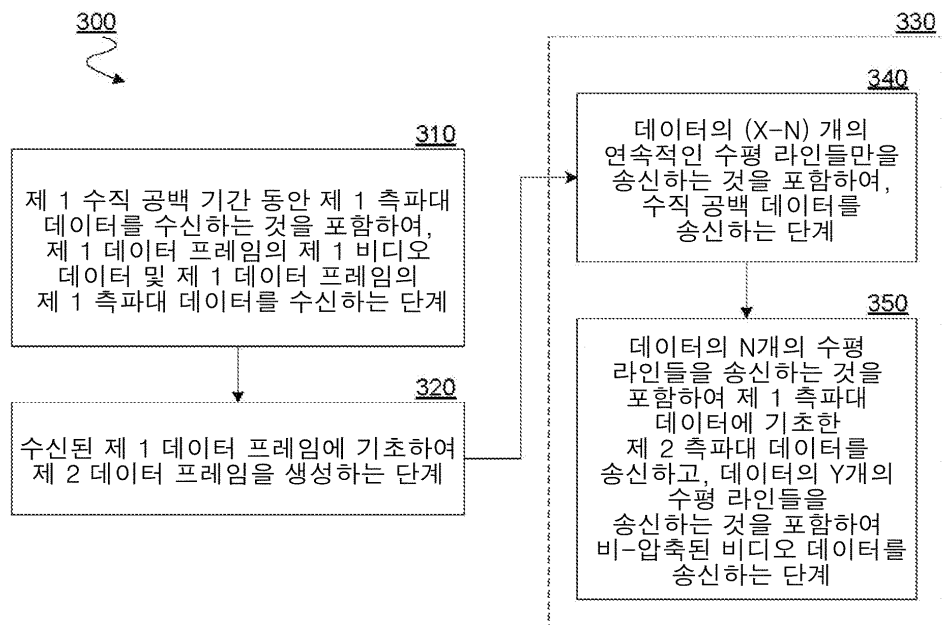 300
310
제 1 수직 공백 기간 동안 제 1 측파대
데이터를 수신하는 것을 포함하여,
제 1 데이터 프레임의 제 1 비디오
데이터 및 제 1 데이터 프레임의
제 1 측파대 데이터를 수신하는 단계
320
수신된 제 1 데이터 프레임에 기초하여
제 2 데이터 프레임을 생성하는 단계
330
340
데이터의 (X-N) 개의
연속적인 수평 라인들만을
송신하는 것을 포함하여,
수직 공백 데이터를
송신하는 단계
350
데이터의 N개의 수평
라인들을 송신하는 것을
포함하여 제 1 측파대
데이터에 기초한
제 2 측파대 데이터를
송신하고, 데이터의 Y개의
수평 라인들을
송신하는 것을 포함하여
비-압축된 비디오 데이터를
송신하는 단계